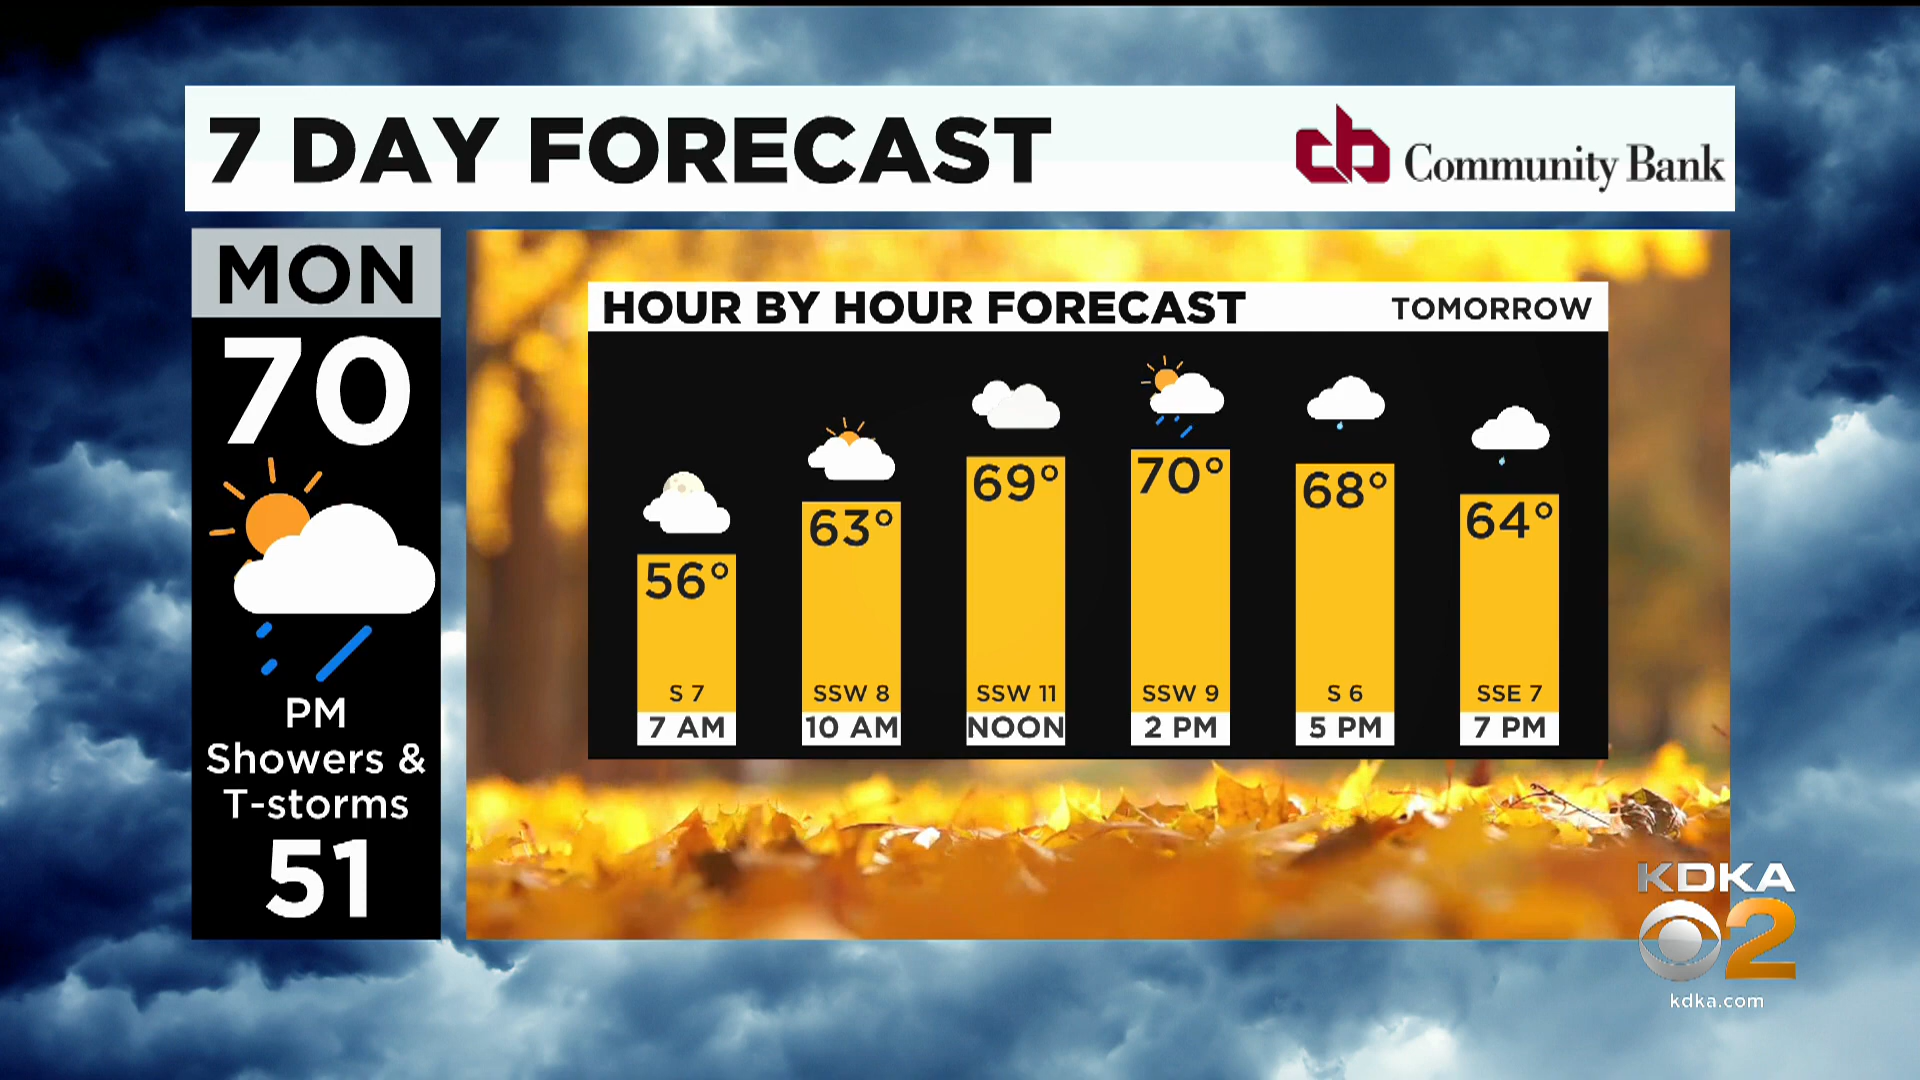 7 DAY FORECAST
cb Community Bank
MON
70
PM
Showers &
T-storms
51
HOUR BY HOUR FORECAST TOMORROW
56° 63° 69° 70° 68° 64°
S 7 SSW 8 SSW 11 SSW 9 S 6 SSE 7
7 AM 10 AM NOON 2 PM 5 PM 7 PM
KDKA
2
kdka.com